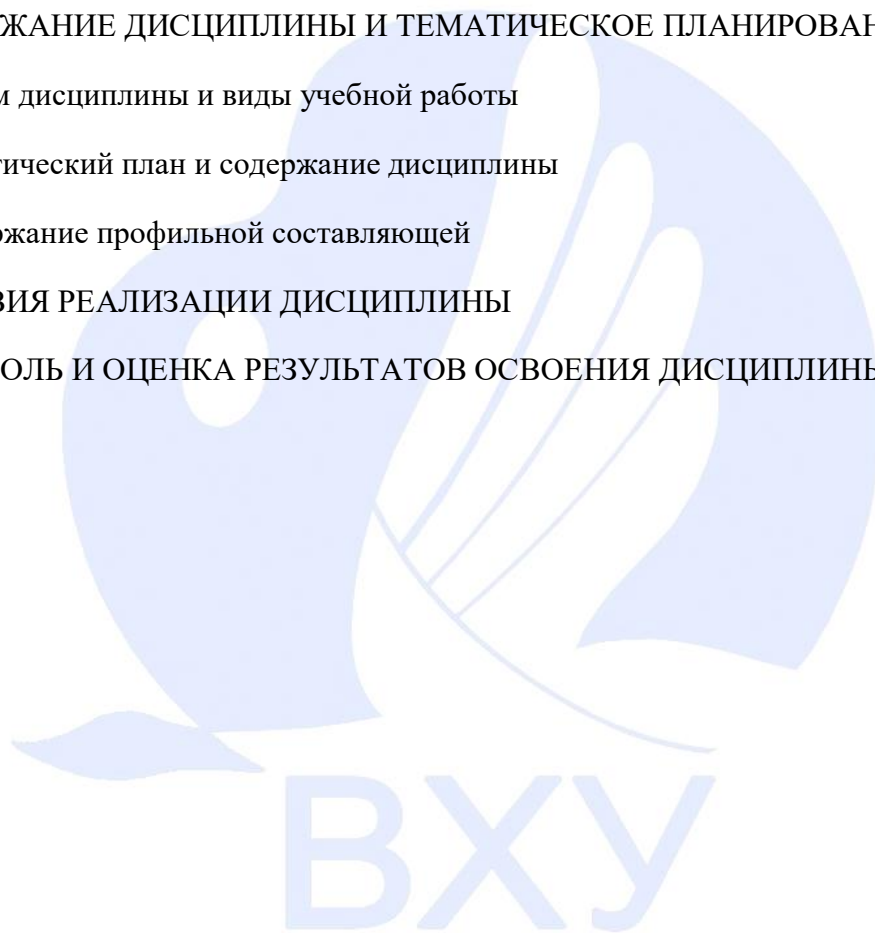 ЖАНИЕ ДИСЦИПЛИНЫ И ТЕМАТИЧЕСКОЕ ПЛАНИРОВАН
м дисциплины и виды учебной работы
тический план и содержание дисциплины
ржание профильной составляющей
ВИЯ РЕАЛИЗАЦИИ ДИСЦИПЛИНЫ
ОЛЬ И ОЦЕНКА РЕЗУЛЬТАТОВ ОСВОЕНИЯ ДИСЦИПЛИНЫ
ВХУ